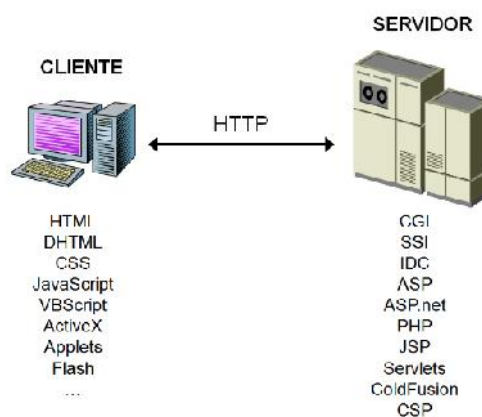 SERVIDOR
CLIENTE
HTTP
HTML
DHTML
CSS
JavaScript
VBScript
ActiveX
Applets
Flash
...
CGI
SSI
IDC
ASP
ASP.net
PHP
JSP
Servlets
ColdFusion
CSP